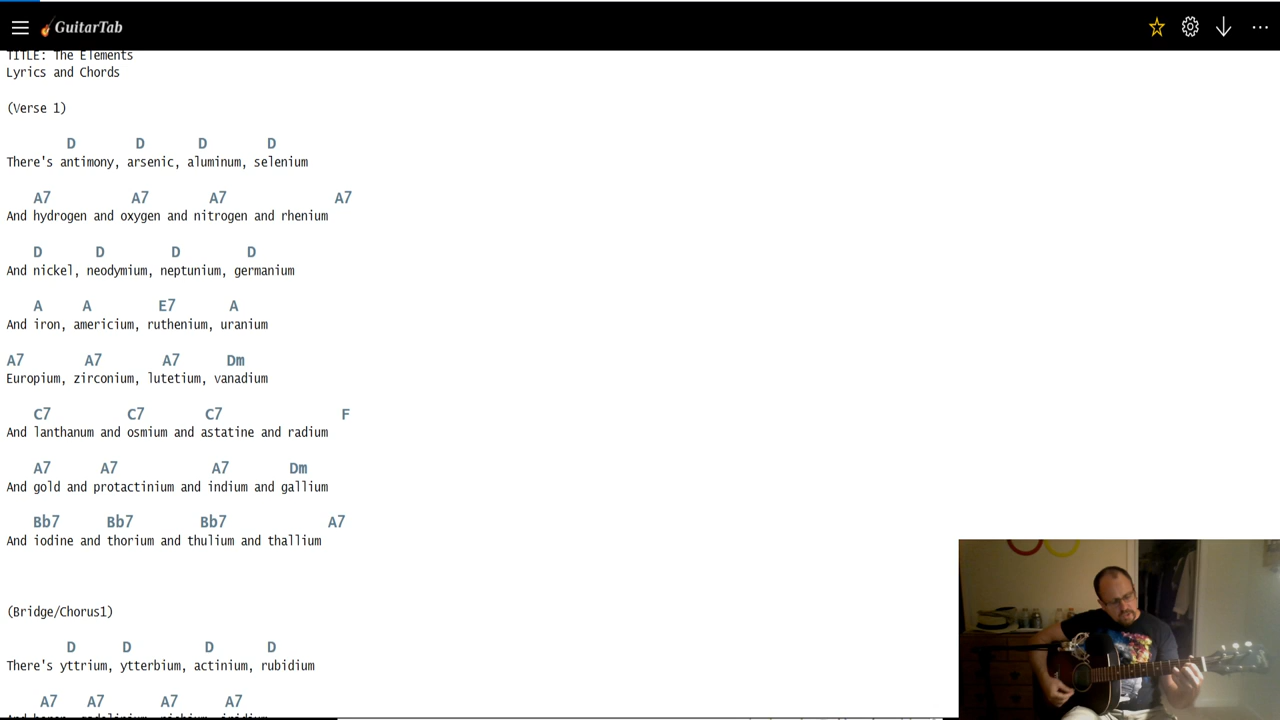 GuitarTab
TITLE: The Elements
Lyrics and Chords
(Verse 1)
D D D D
There's antimony, arsenic, aluminum, selenium
A7 A7 A7 A7
And hydrogen and oxygen and nitrogen and rhenium
D D D D
And nickel, neodymium, neptunium, germanium
A A E7 A
And iron, americium, ruthenium, uranium
A7 A7 A7 Dm
Europium, zirconium, lutetium, vanadium
C7 C7 C7 F
And lanthanum and osmium and astatine and radium
A7 A7 A7 Dm
And gold and protactinium and indium and gallium
Bb7 Bb7 Bb7 A7
And iodine and thorium and thulium and thallium
(Bridge/Chorus1)
D D D D
There's yttrium, ytterbium, actinium, rubidium
A7 A7 A7 A7